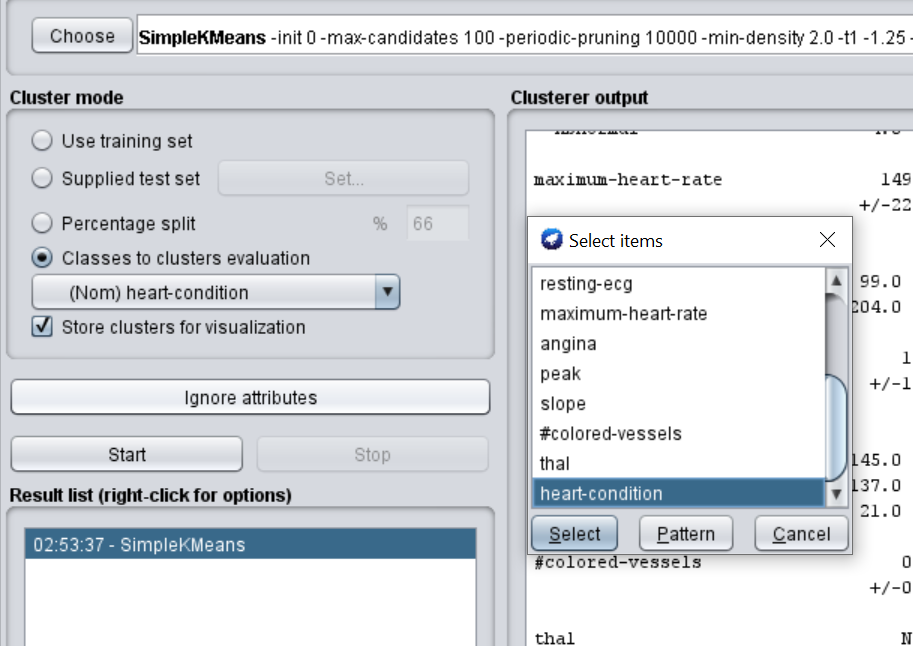 Choose
SimpleKMeans -init 0 -max-candidates 100 -periodic-pruning 10000 -min-density 2.0 -t1 -1.25 -
Cluster mode
Use training set
Supplied test set
Set...
Percentage split
%
66
Classes to clusters evaluation
(Nom) heart-condition
Store clusters for visualization
Ignore attributes
Start
Stop
Result list (right-click for options)
02:53:37 - SimpleKMeans
Clusterer output
maximum-heart-rate 149
+/-22
99.0
204.0
1
+/-1
145.0
137.0
21.0
#colored-vessels 0
+/-0
thal N
Select items
resting-ecg
maximum-heart-rate
angina
peak
slope
#colored-vessels
thal
heart-condition
Select
Pattern
Cancel